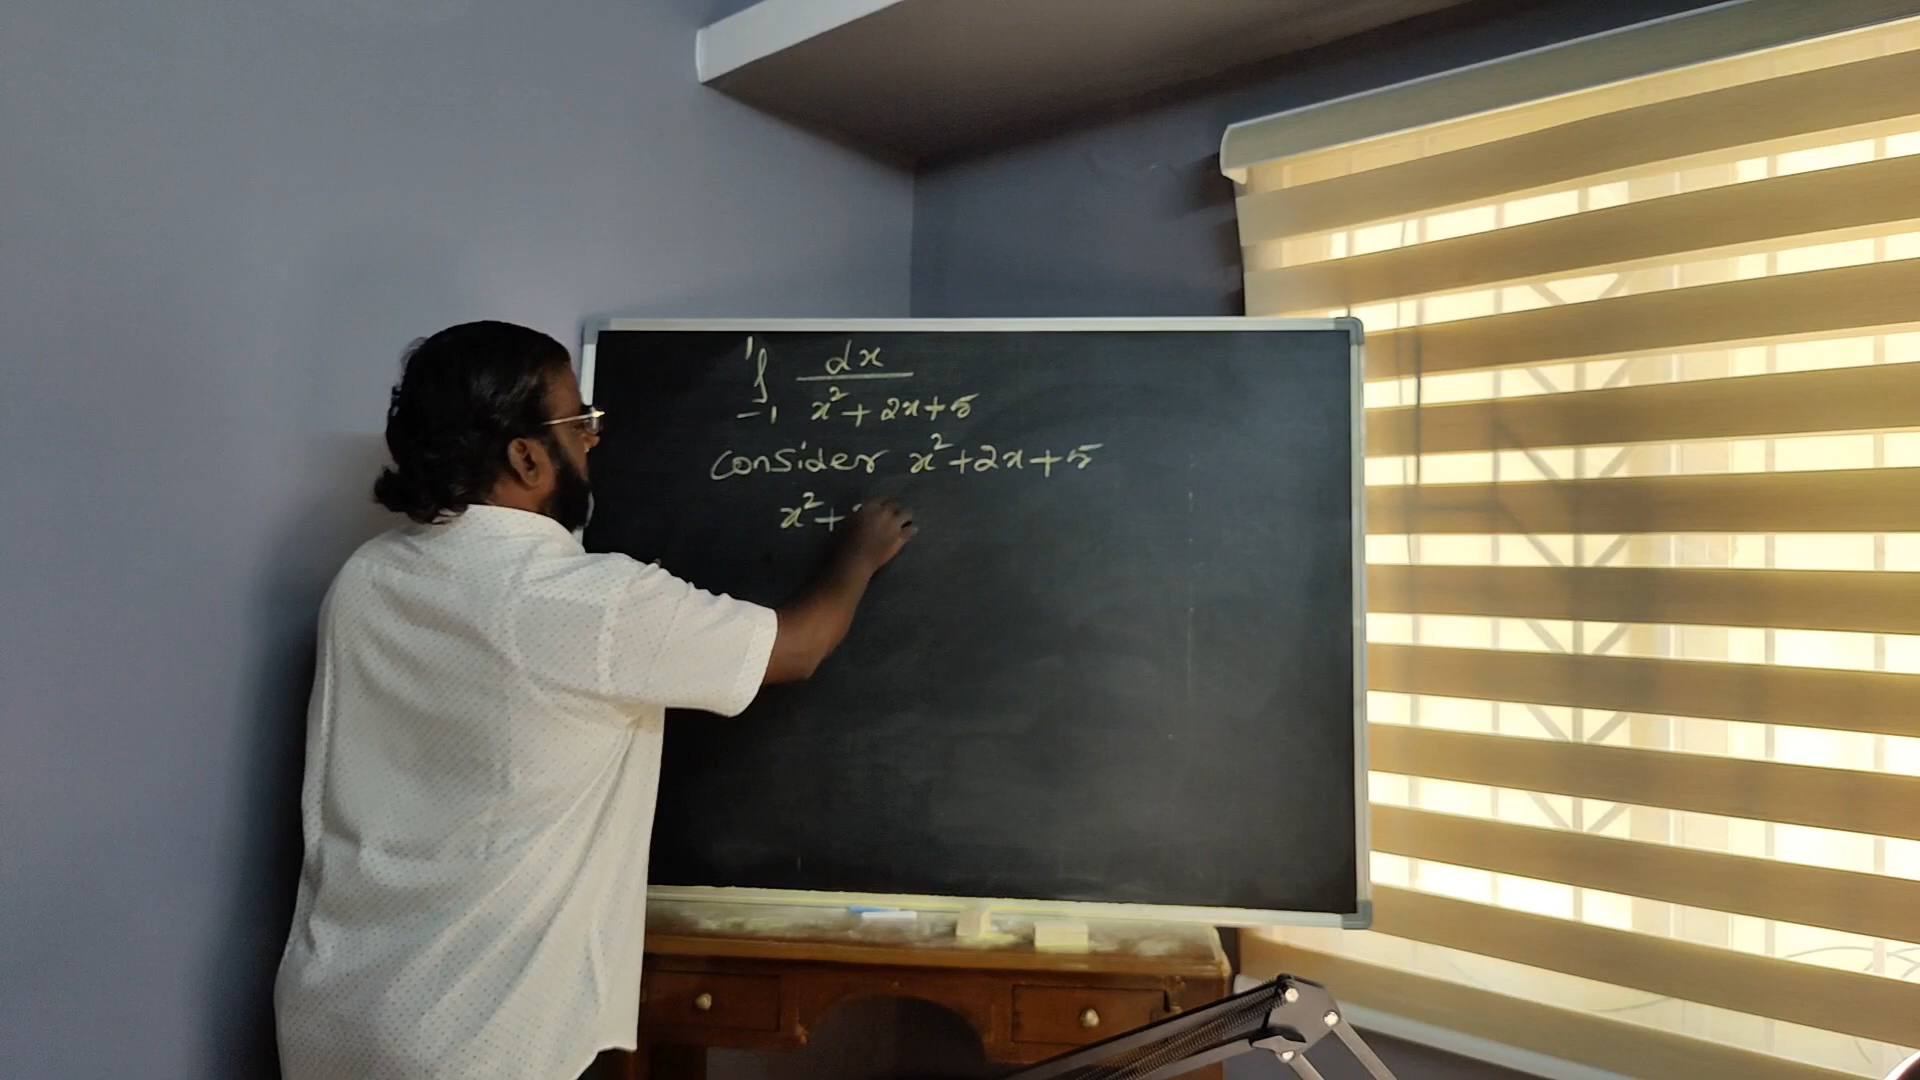 1
∫ dx
-1 x²+2x+5
consider x²+2x+5
x²+